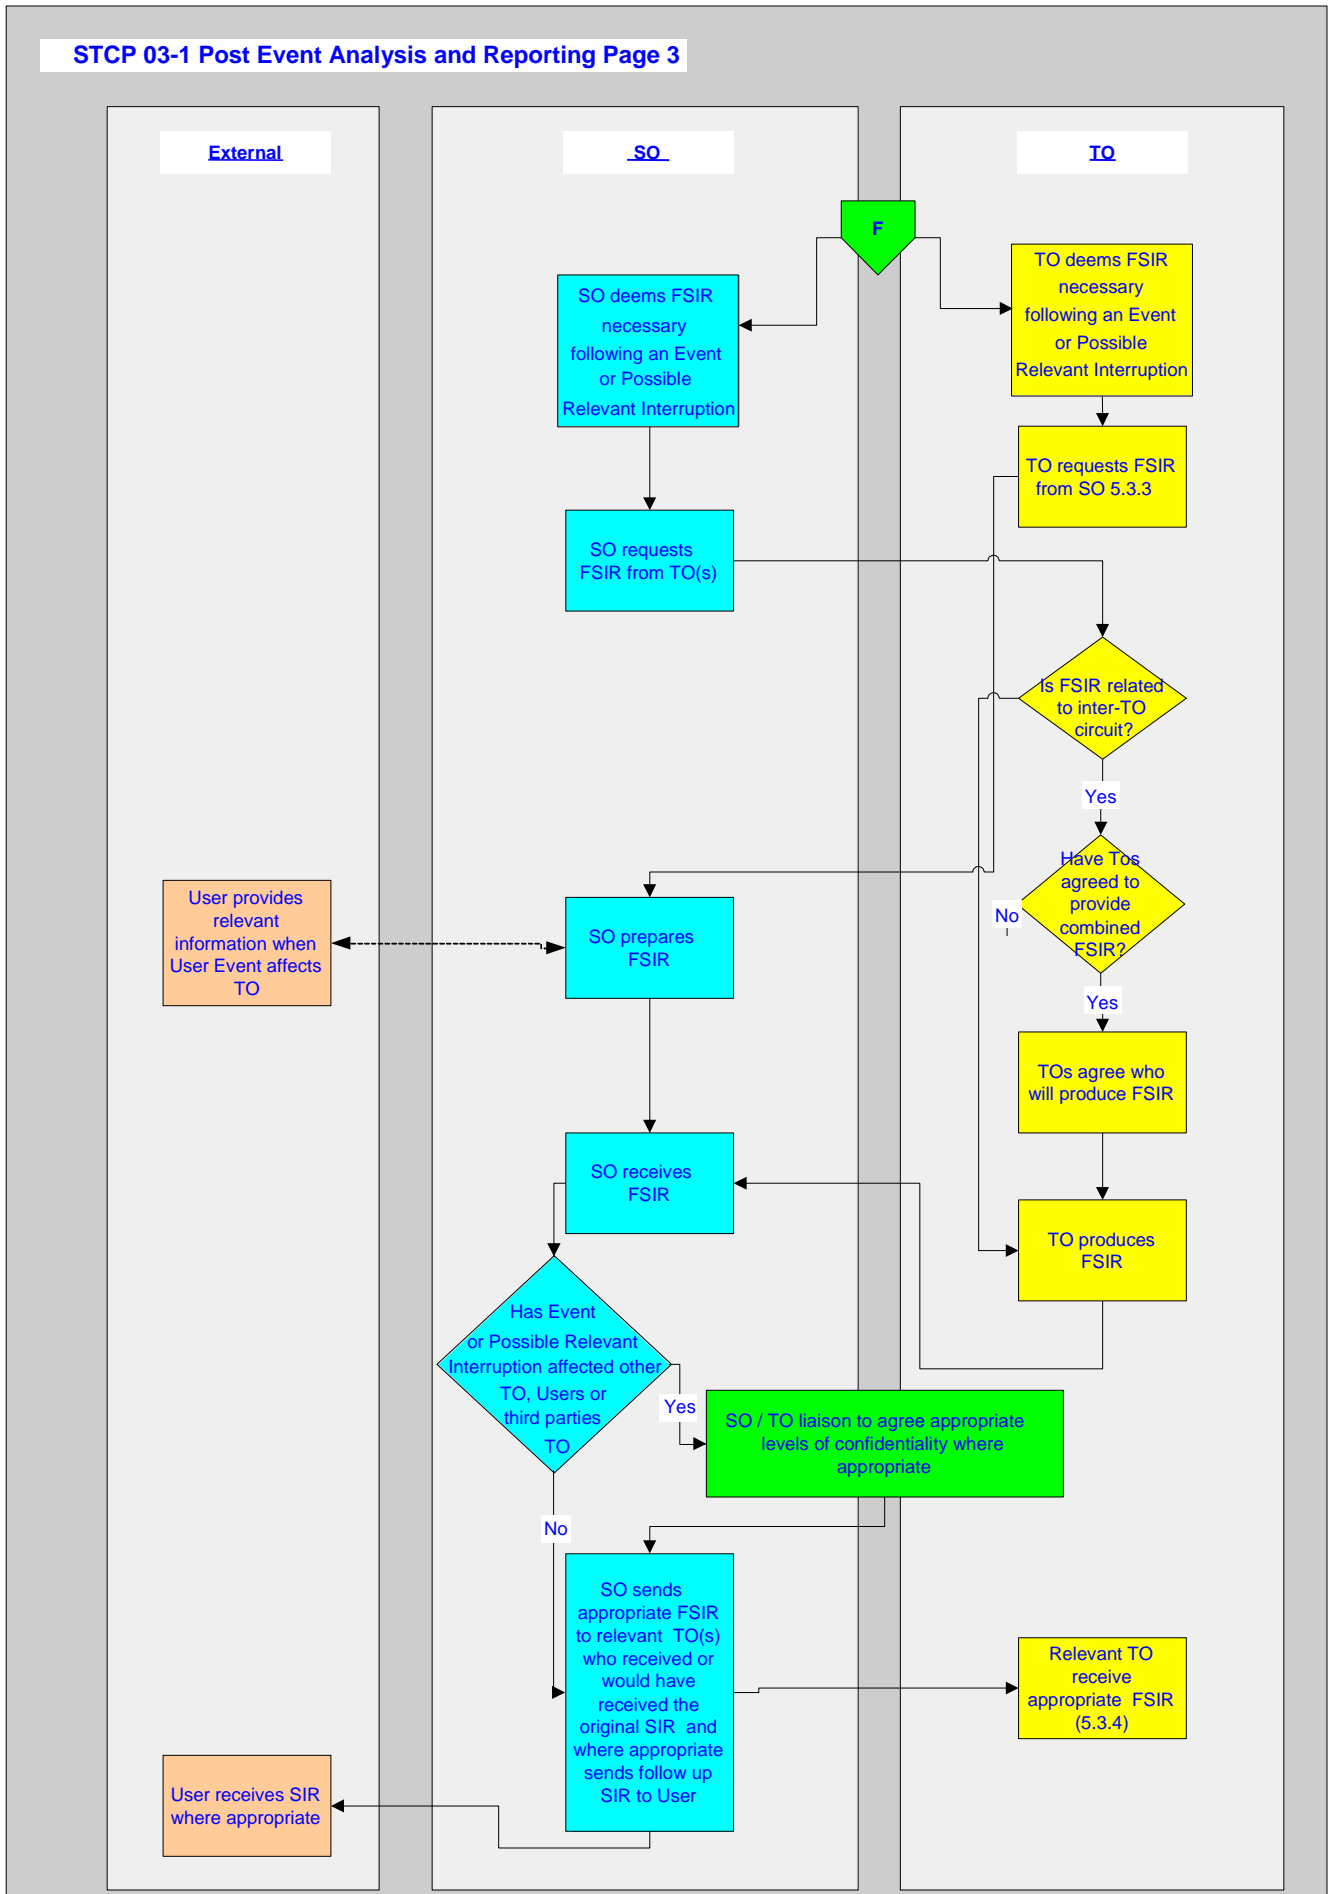 STCP 03-1 Post Event Analysis and Reporting Page 3
External
SO
TO
F
TO deems FSIR
necessary
following an Event
or Possible
Relevant Interruption
SO deems FSIR
necessary
following an Event
or Possible
Relevant Interruption
TO requests FSIR
from SO 5.3.3
SO requests
FSIR from TO(s)
Is FSIR related
to inter-TO
circuit?
Yes
Have Tos
agreed to
provide
combined
FSIR?
No
Yes
User provides
relevant
information when
User Event affects
TO
SO prepares
FSIR
TOs agree who
will produce FSIR
SO receives
FSIR
TO produces
FSIR
Has Event
or Possible Relevant
Interruption affected other
TO, Users or
third parties
TO
Yes
No
SO / TO liaison to agree appropriate
levels of confidentiality where
appropriate
SO sends
appropriate FSIR
to relevant TO(s)
who received or
would have
received the
original SIR and
where appropriate
sends follow up
SIR to User
Relevant TO
receive
appropriate FSIR
(5.3.4)
User receives SIR
where appropriate